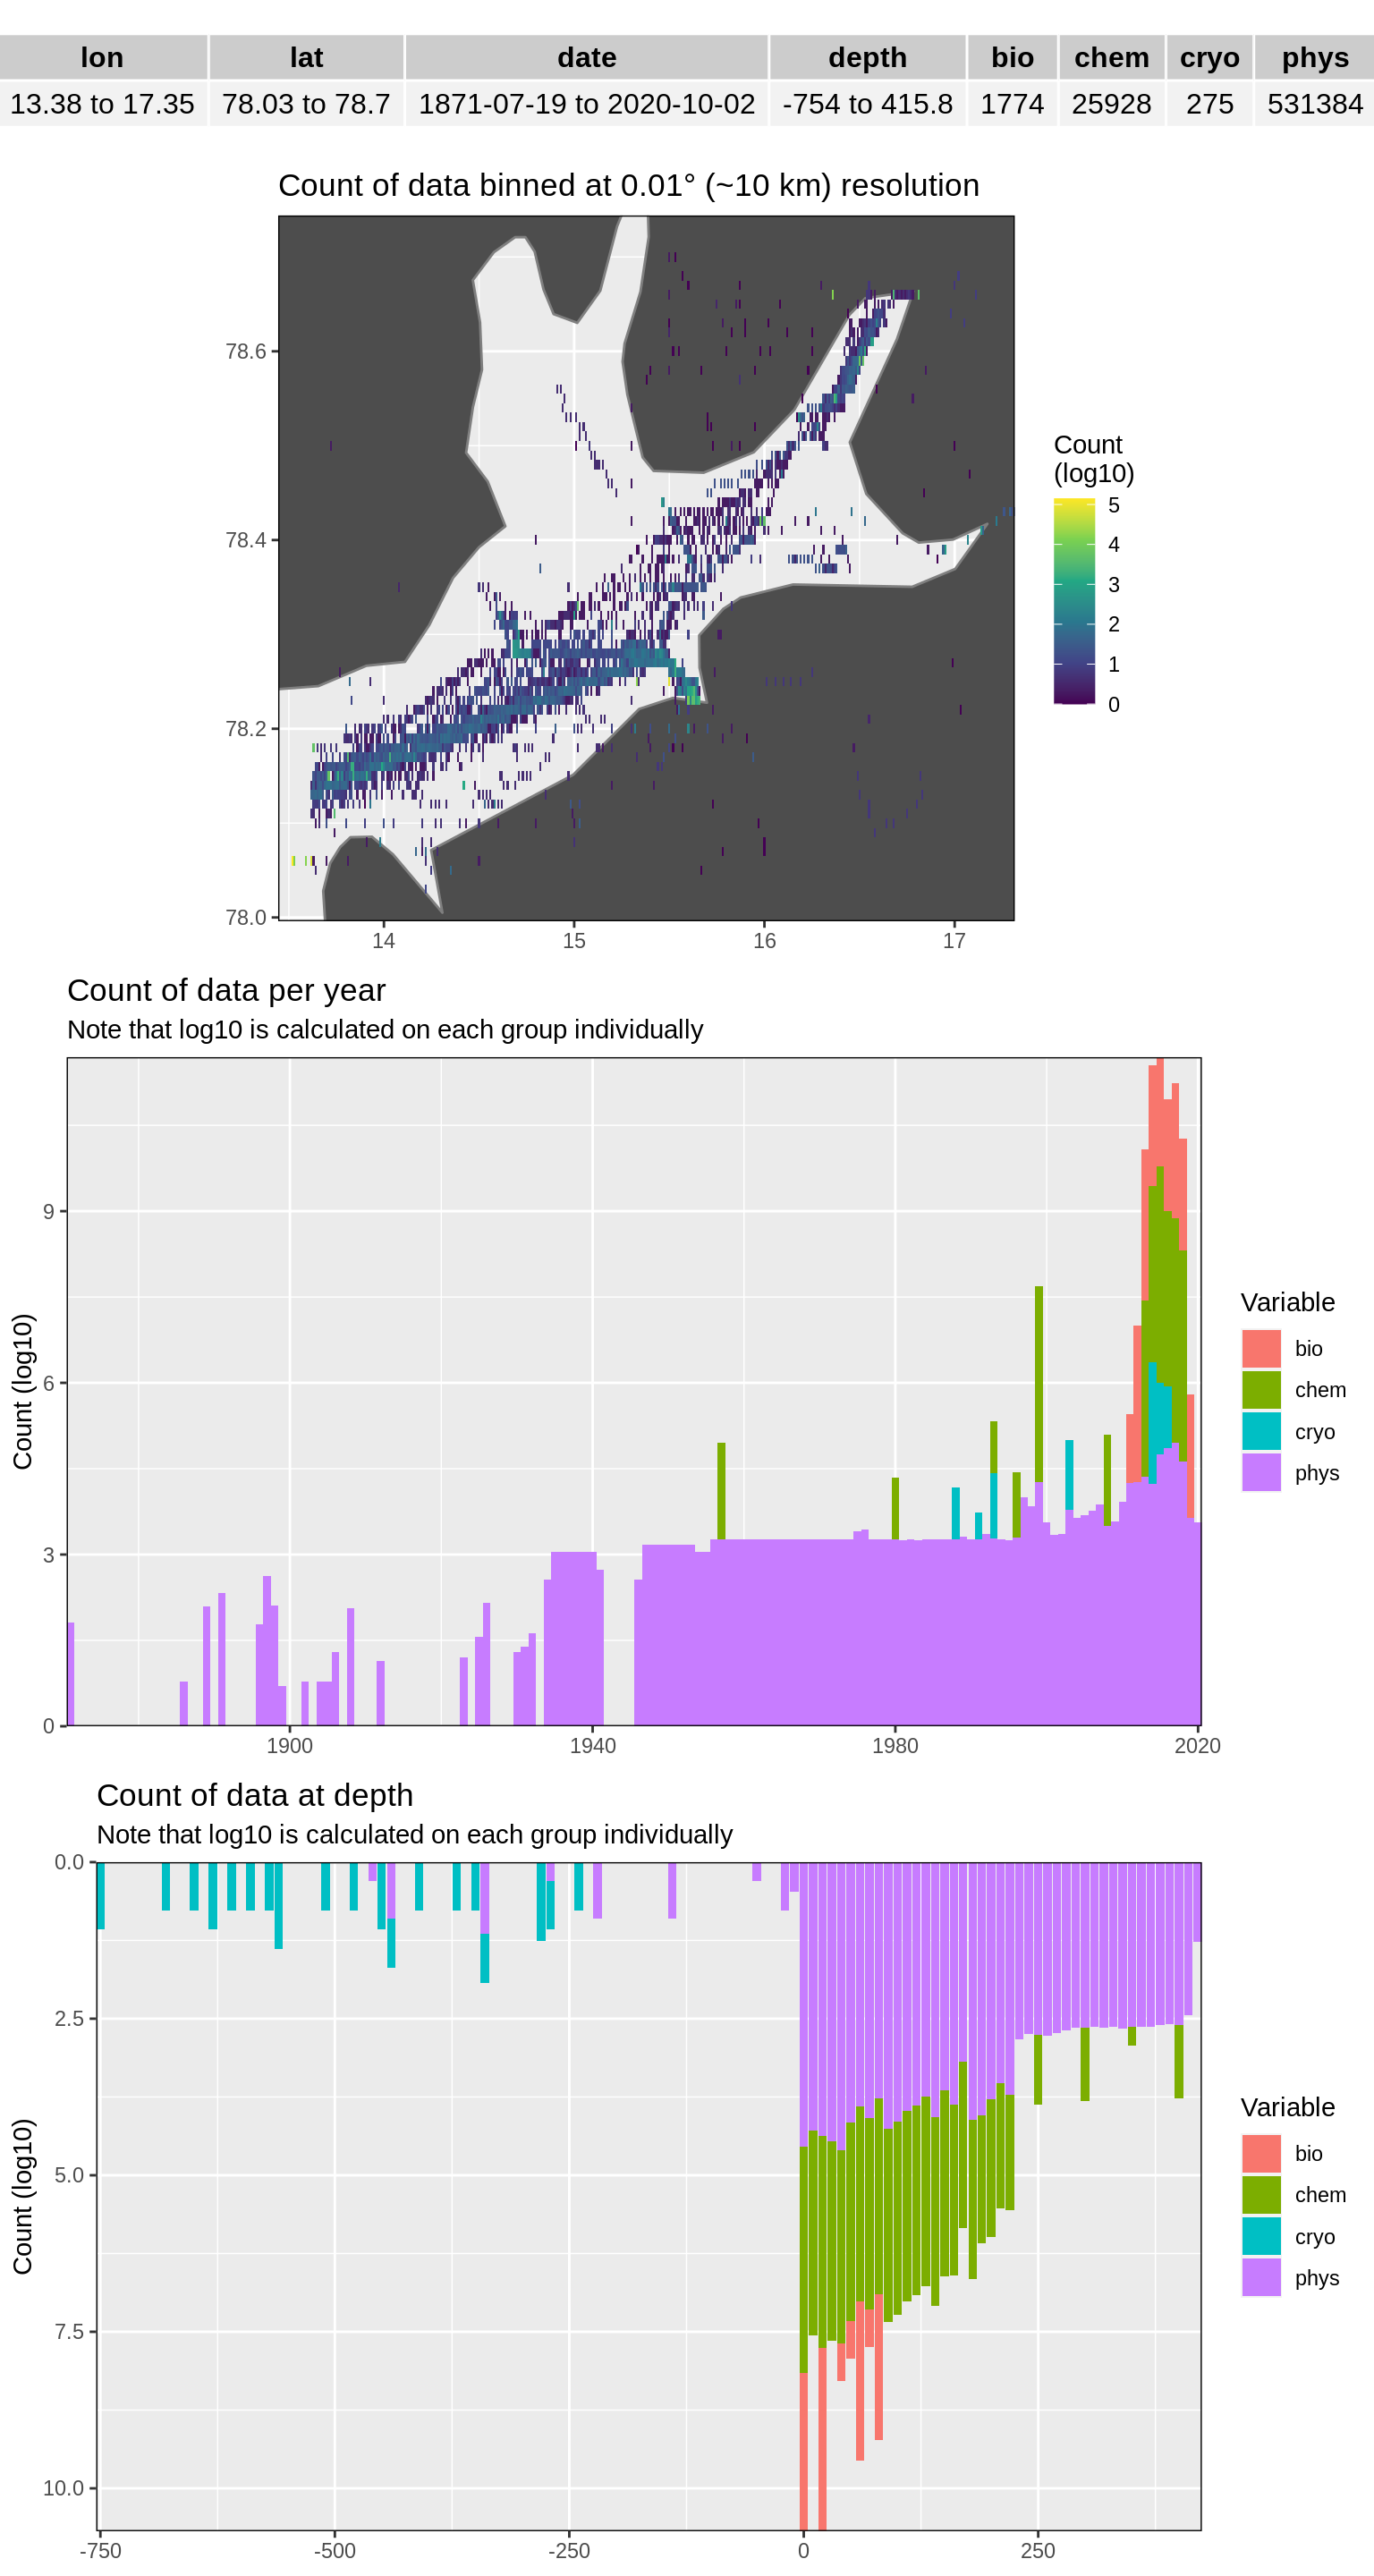 lon lat date depth bio chem cryo phys
13.38 to 17.35 78.03 to 78.7 1871-07-19 to 2020-10-02 -754 to 415.8 1774 25928 275 531384
Count of data binned at 0.01° (~10 km) resolution
78.6
78.4
78.2
78.0
14 15 16 17
Count
(log10)
5
4
3
2
1
0
Count of data per year
Note that log10 is calculated on each group individually
Count (log10)
9
6
3
0
1900 1940 1980 2020
Variable
bio
chem
cryo
phys
Count of data at depth
Note that log10 is calculated on each group individually
Count (log10)
0.0
2.5
5.0
7.5
10.0
-750 -500 -250 0 250
Variable
bio
chem
cryo
phys